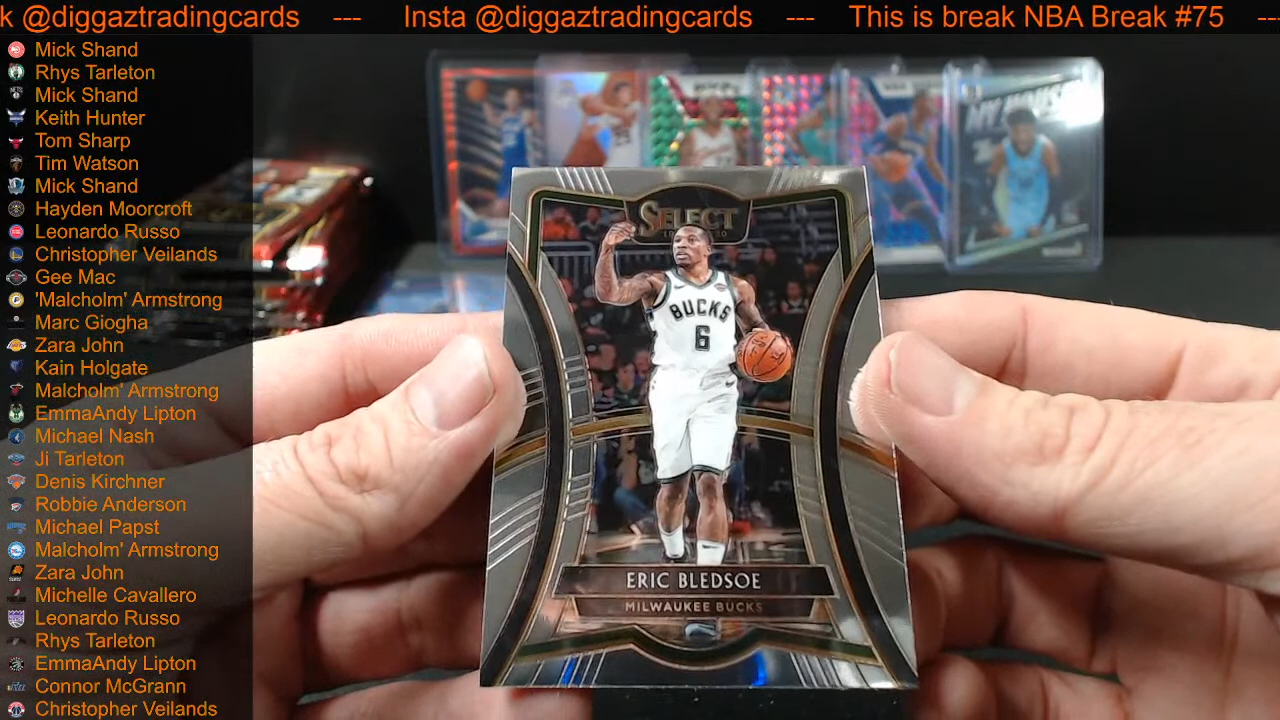 k @diggaztradingcards --- Insta @diggaztradingcards --- This is break NBA Break #75 ---
Mick Shand
Rhys Tarleton
Mick Shand
Keith Hunter
Tom Sharp
Tim Watson
Mick Shand
Hayden Moorcroft
Leonardo Russo
Christopher Veilands
Gee Mac
'Malcholm' Armstrong
Marc Giogha
Zara John
Kain Holgate
Malcholm' Armstrong
EmmaAndy Lipton
Michael Nash
Ji Tarleton
Denis Kirchner
Robbie Anderson
Michael Papst
Malcholm' Armstrong
Zara John
Michelle Cavallero
Leonardo Russo
Rhys Tarleton
EmmaAndy Lipton
Connor McGrann
Christopher Veilands
MY HOUSE
SELECT
BUCKS
6
ERIC BLEDSOE
MILWAUKEE BUCKS